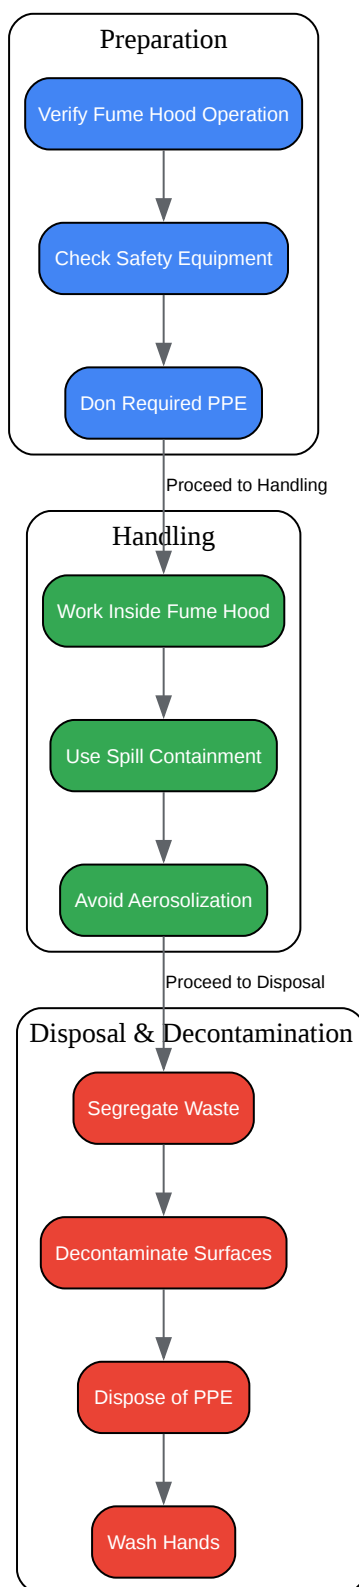 Preparation
Verify Fume Hood Operation
Check Safety Equipment
Don Required PPE
Proceed to Handling
Handling
Work Inside Fume Hood
Use Spill Containment
Avoid Aerosolization
Proceed to Disposal
Disposal & Decontamination
Segregate Waste
Decontaminate Surfaces
Dispose of PPE
Wash Hands